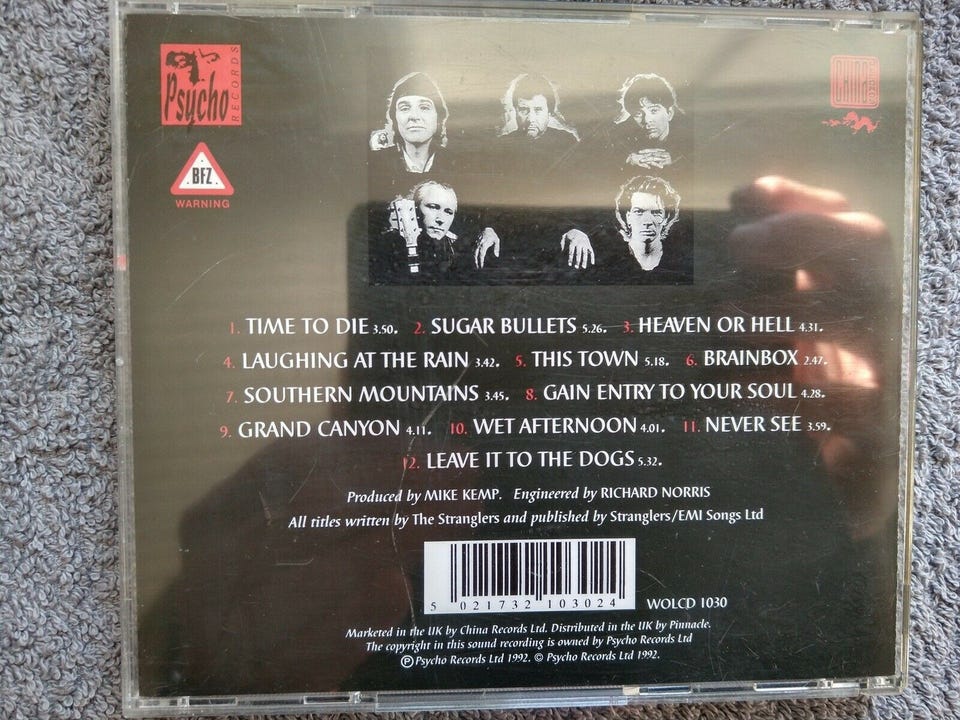 Psycho
RECORDS
CHINA
RECORDS
BFZ
WARNING
1. TIME TO DIE 3.50. 2. SUGAR BULLETS 5.26. 3. HEAVEN OR HELL 4.31.
4. LAUGHING AT THE RAIN 3.42. 5. THIS TOWN 5.18. 6. BRAINBOX 2.47.
7. SOUTHERN MOUNTAINS 3.45. 8. GAIN ENTRY TO YOUR SOUL 4.28.
9. GRAND CANYON 4.11. 10. WET AFTERNOON 4.01. 11. NEVER SEE 3.59.
12. LEAVE IT TO THE DOGS 5.32.
Produced by MIKE KEMP. Engineered by RICHARD NORRIS
All titles written by The Stranglers and published by Stranglers/EMI Songs Ltd
5 021732 103024
WOLCD 1030
Marketed in the UK by China Records Ltd. Distributed in the UK by Pinnacle.
The copyright in this sound recording is owned by Psycho Records Ltd
℗ Psycho Records Ltd 1992. © Psycho Records Ltd 1992.